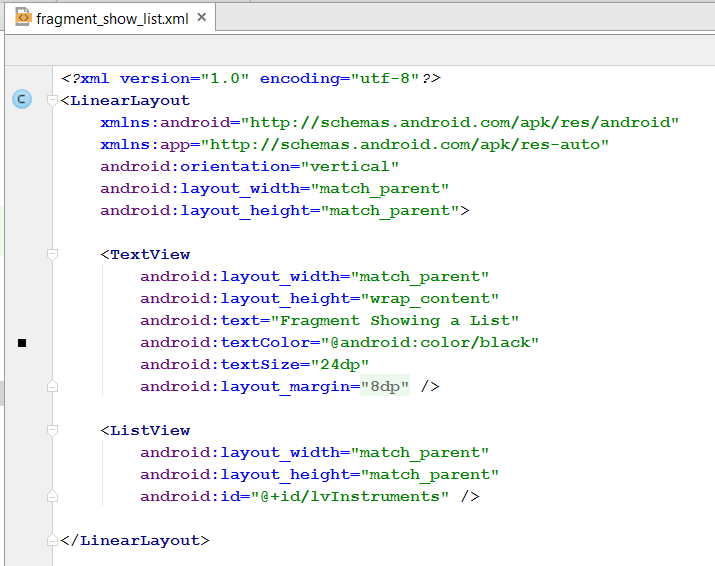 fragment_show_list.xml
<?xml version="1.0" encoding="utf-8"?>
C
<LinearLayout
xmlns:android="http://schemas.android.com/apk/res/android"
xmlns:app="http://schemas.android.com/apk/res-auto"
android:orientation="vertical"
android:layout_width="match_parent"
android:layout_height="match_parent">
<TextView
android:layout_width="match_parent"
android:layout_height="wrap_content"
android:text="Fragment Showing a List"
android:textColor="@android:color/black"
android:textSize="24dp"
android:layout_margin="8dp" />
<ListView
android:layout_width="match_parent"
android:layout_height="match_parent"
android:id="@+id/lvInstruments" />
</LinearLayout>